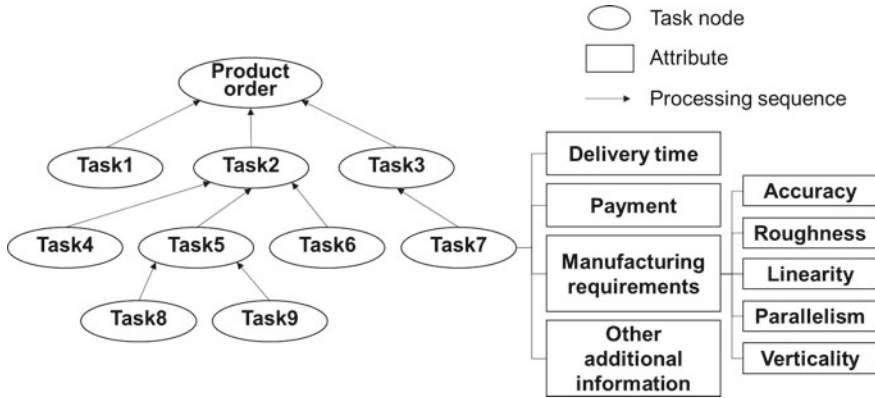 Task node
Attribute
Processing sequence
Product
order
Task1
Task2
Task3
Task4
Task5
Task6
Task7
Task8
Task9
Delivery time
Payment
Manufacturing
requirements
Other
additional
information
Accuracy
Roughness
Linearity
Parallelism
Verticality